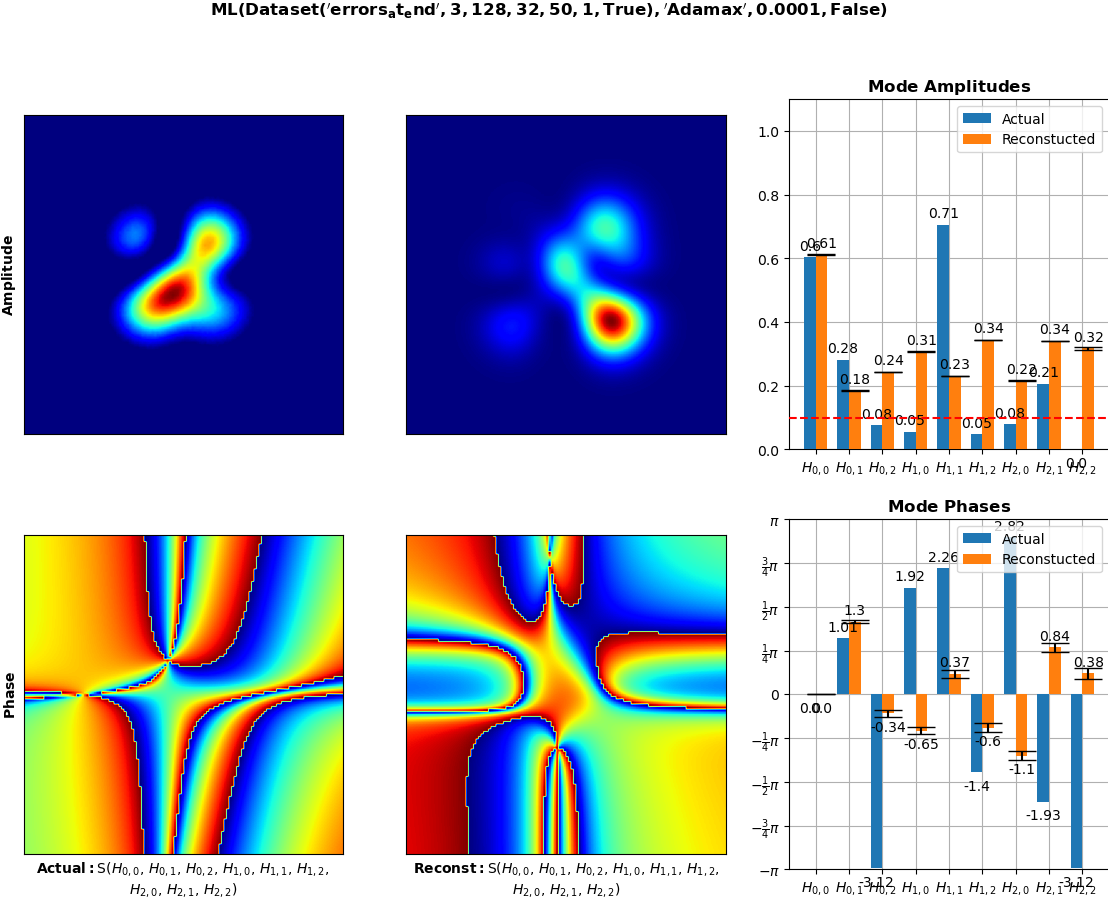 ML(Dataset('errors_at_end', 3, 128, 32, 50, 1, True), 'Adamax', 0.0001, False)
Amplitude
Mode Amplitudes
Actual
Reconstucted
1.0
0.8
0.6
0.4
0.2
0.0
0.6
0.61
0.28
0.18
0.08
0.24
0.05
0.31
0.71
0.23
0.05
0.34
0.08
0.22
0.21
0.34
0.0
0.32
H0,0 H0,1 H0,2 H1,0 H1,1 H1,2 H2,0 H2,1 H2,2
Phase
Actual: S(H0,0, H0,1, H0,2, H1,0, H1,1, H1,2,
H2,0, H2,1, H2,2)
Reconst: S(H0,0, H0,1, H0,2, H1,0, H1,1, H1,2,
H2,0, H2,1, H2,2)
Mode Phases
Actual
Reconstucted
π
3/4π
1/2π
1/4π
0
−1/4π
−1/2π
−3/4π
−π
0.0
0.0
1.01
1.3
-3.12
-0.34
1.92
-0.65
2.26
0.37
-1.4
-0.6
2.82
-1.1
-1.93
0.84
-3.12
0.38
H0,0 H0,1 H0,2 H1,0 H1,1 H1,2 H2,0 H2,1 H2,2